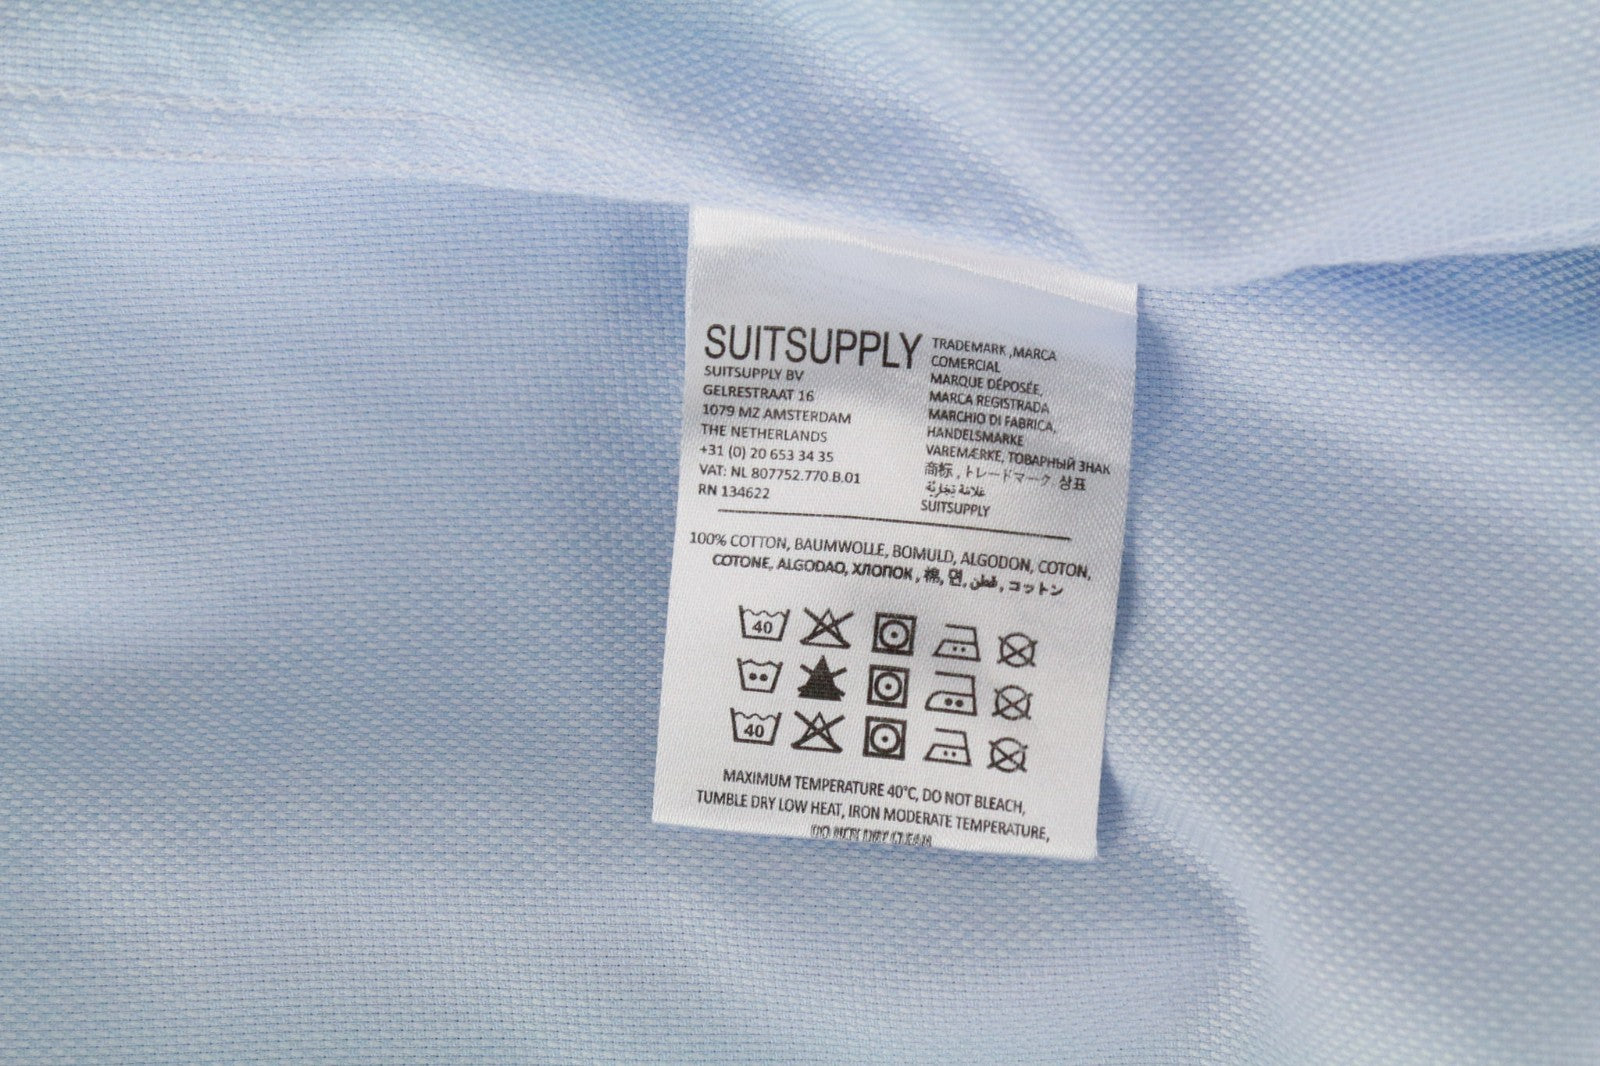 SUITSUPPLY
SUITSUPPLY BV
GELRESTRAAT 16
1079 MZ AMSTERDAM
THE NETHERLANDS
+31 (0) 20 653 34 35
VAT: NL 807752.770.B.01
RN 134622
TRADEMARK ,MARCA
COMERCIAL
MARQUE DÉPOSÉE,
MARCA REGISTRADA
MARCHIO DI FABRICA,
HANDELSMARKE
VAREMÆRKE, ТОВАРНЫЙ ЗНАК
商标 , トレードマーク, 상표
علامة تجارية
SUITSUPPLY
100% COTTON, BAUMWOLLE, BOMULD, ALGODON, COTON,
COTONE, ALGODAO, ХЛОПОК , 棉, 면, قطن, コットン
40
40
MAXIMUM TEMPERATURE 40°C, DO NOT BLEACH,
TUMBLE DRY LOW HEAT, IRON MODERATE TEMPERATURE,
DO NOT DRY CLEAN